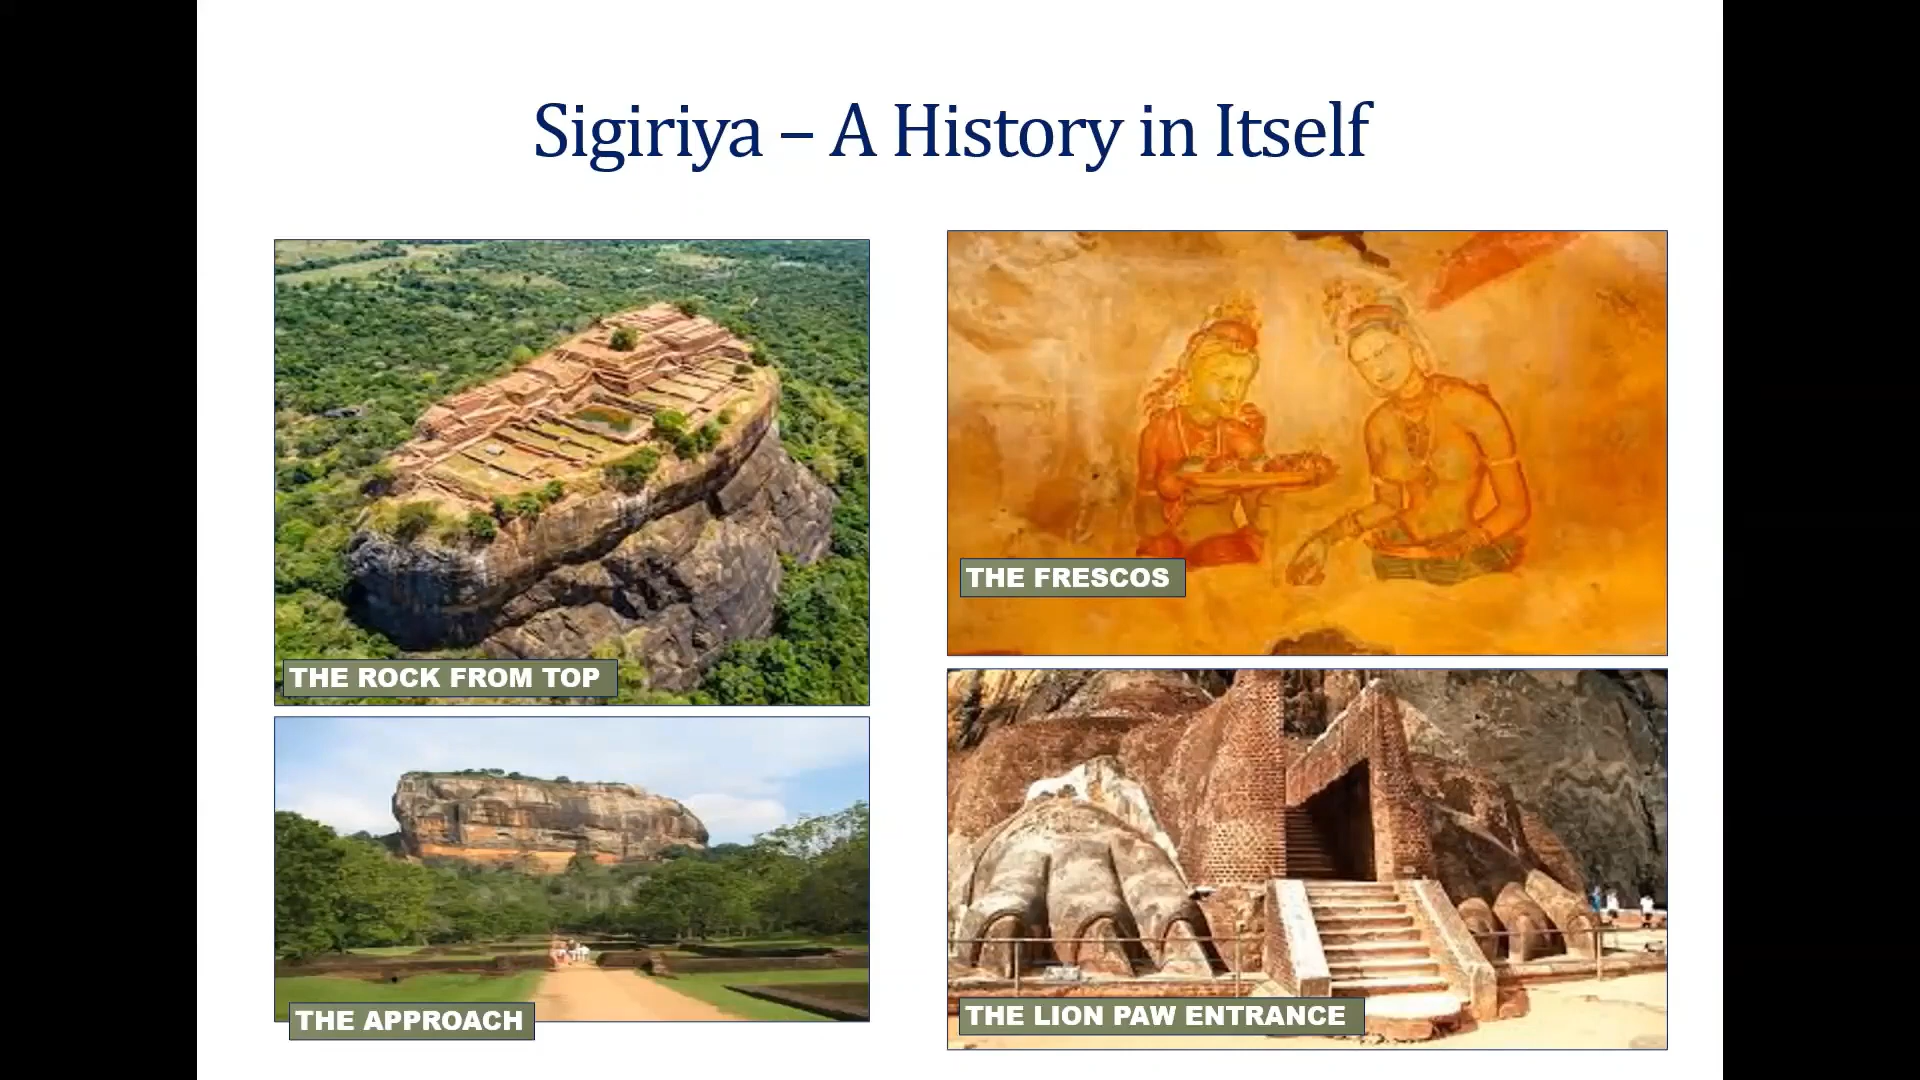 Sigiriya – A History in Itself
THE ROCK FROM TOP
THE FRESCOS
THE APPROACH
THE LION PAW ENTRANCE